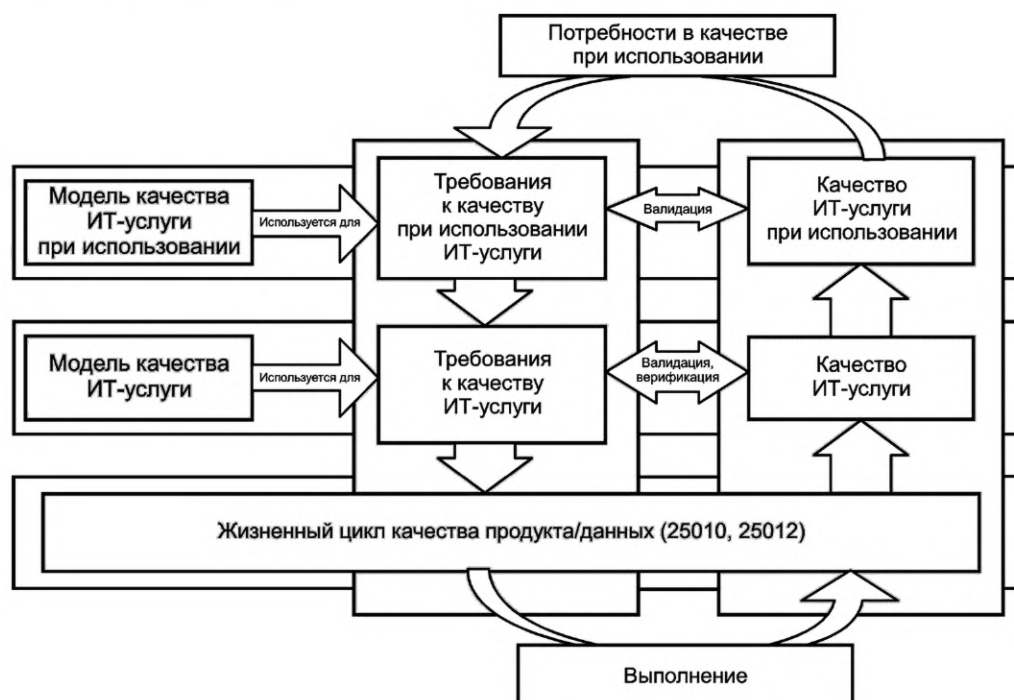 Потребности в качестве
при использовании
Модель качества
ИТ-услуги
при использовании
Используется для
Требования
к качеству
при использовании
ИТ-услуги
Валидация
Качество
ИТ-услуги
при использовании
Модель качества
ИТ-услуги
Используется для
Требования
к качеству
ИТ-услуги
Валидация,
верификация
Качество
ИТ-услуги
Жизненный цикл качества продукта/данных (25010, 25012)
Выполнение